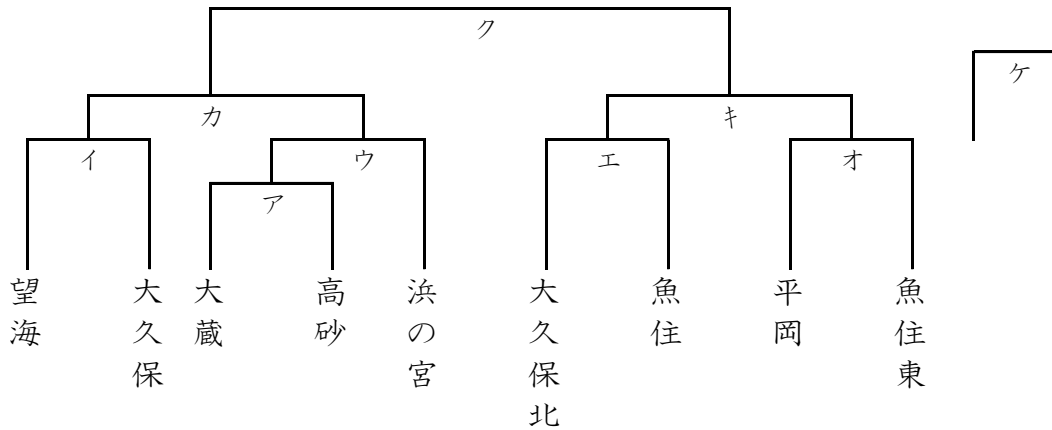 ク
ケ
カ
キ
イ
ウ
エ
オ
ア
望海
大久保
大蔵
高砂
浜の宮
大久保北
魚住
平岡
魚住東